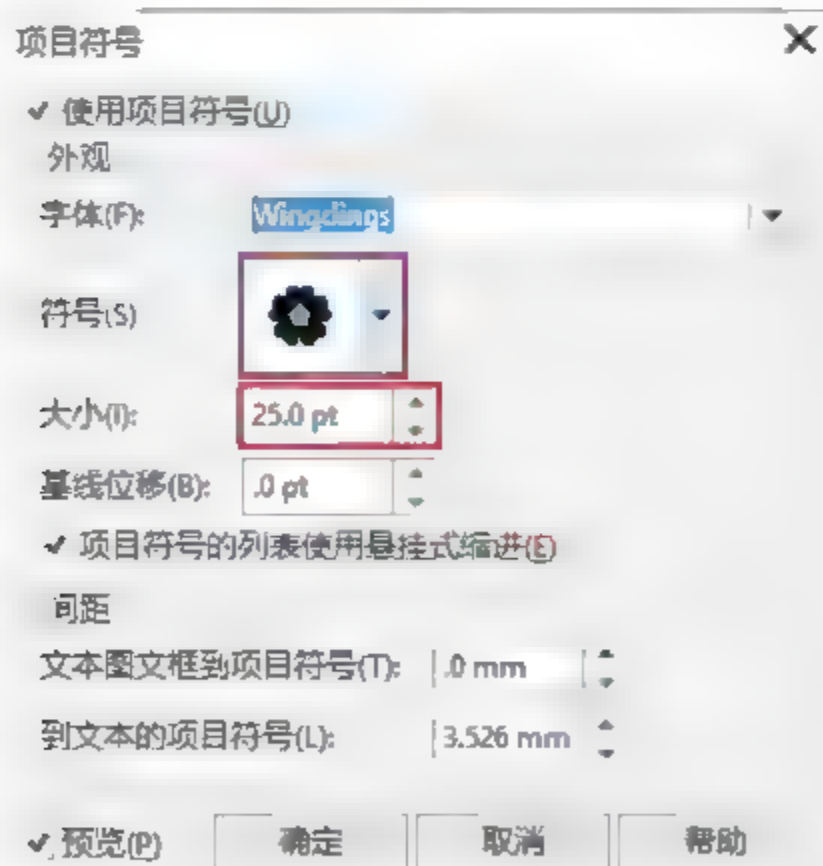 项目符号
使用项目符号(U)
外观
字体(F): Wingdings
符号(S)
大小(I): 25.0 pt
基线位移(B): .0 pt
项目符号的列表使用悬挂式缩进(E)
间距
文本图文框到项目符号(T): .0 mm
到文本的项目符号(L): 3.526 mm
预览(P) 确定 取消 帮助